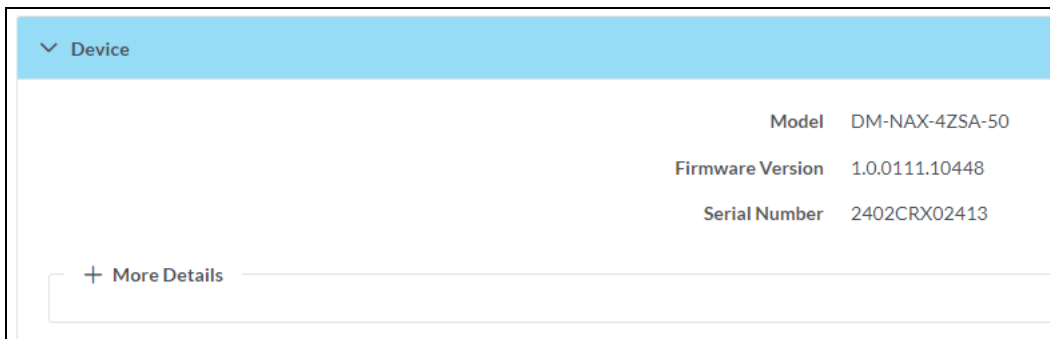 Device
Model DM-NAX-4ZSA-50
Firmware Version 1.0.0111.10448
Serial Number 2402CRX02413
+ More Details